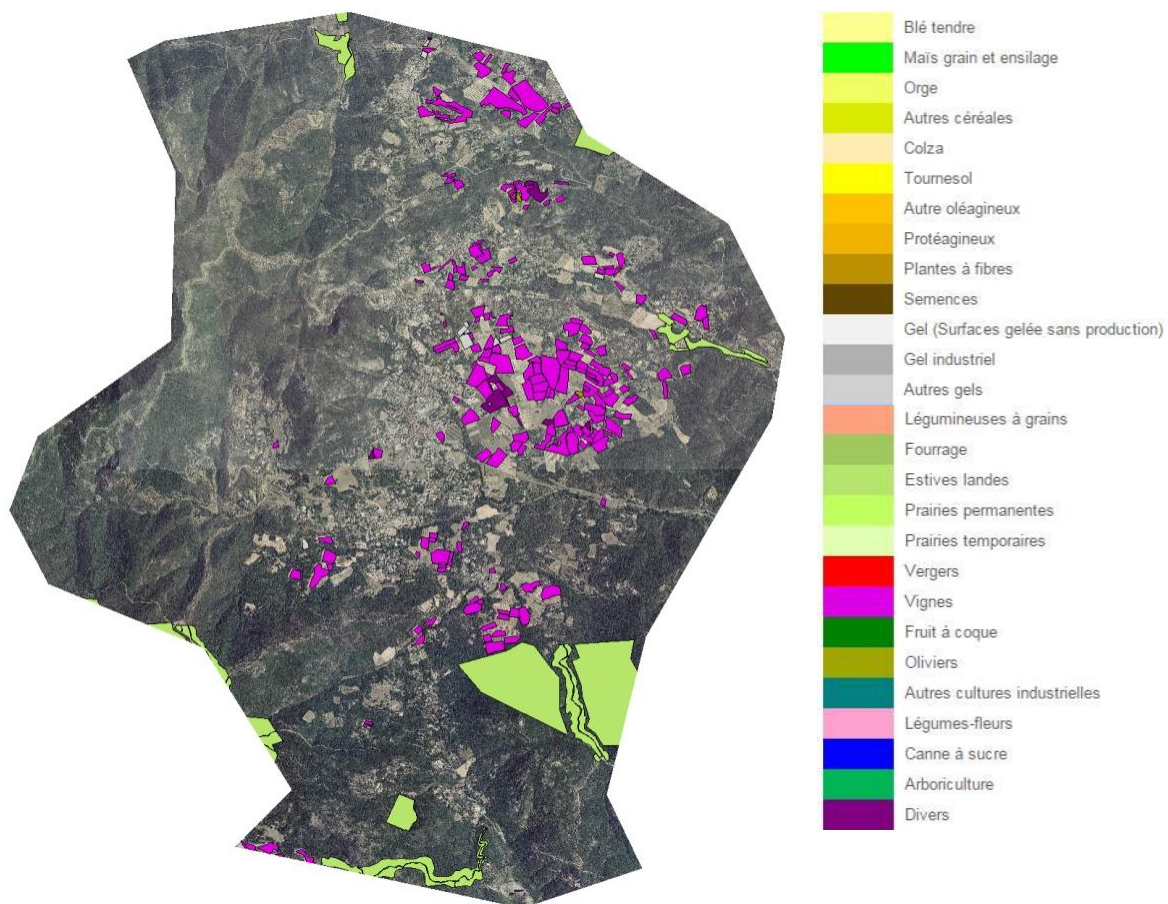 Blé tendre
Maïs grain et ensilage
Orge
Autres céréales
Colza
Tournesol
Autre oléagineux
Protéagineux
Plantes à fibres
Semences
Gel (Surfaces gelée sans production)
Gel industriel
Autres gels
Légumineuses à grains
Fourrage
Estives landes
Prairies permanentes
Prairies temporaires
Vergers
Vignes
Fruit à coque
Oliviers
Autres cultures industrielles
Légumes-fleurs
Canne à sucre
Arboriculture
Divers